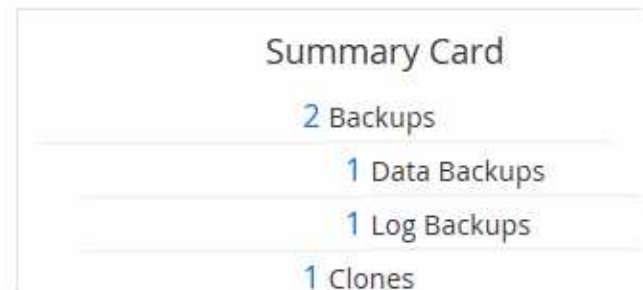 Summary Card
2 Backups
1 Data Backups
1 Log Backups
1 Clones